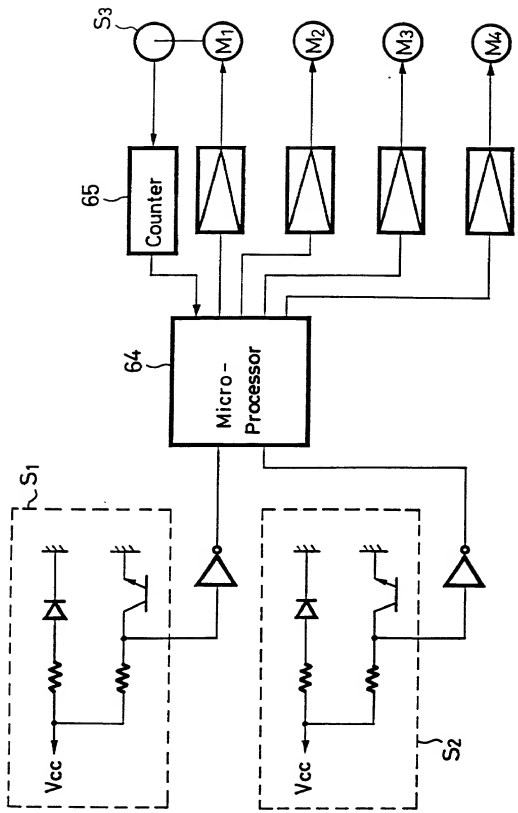 S3
M1
M2
M3
M4
65
Counter
64
Micro-
Processor
S1
Vcc
S2
Vcc